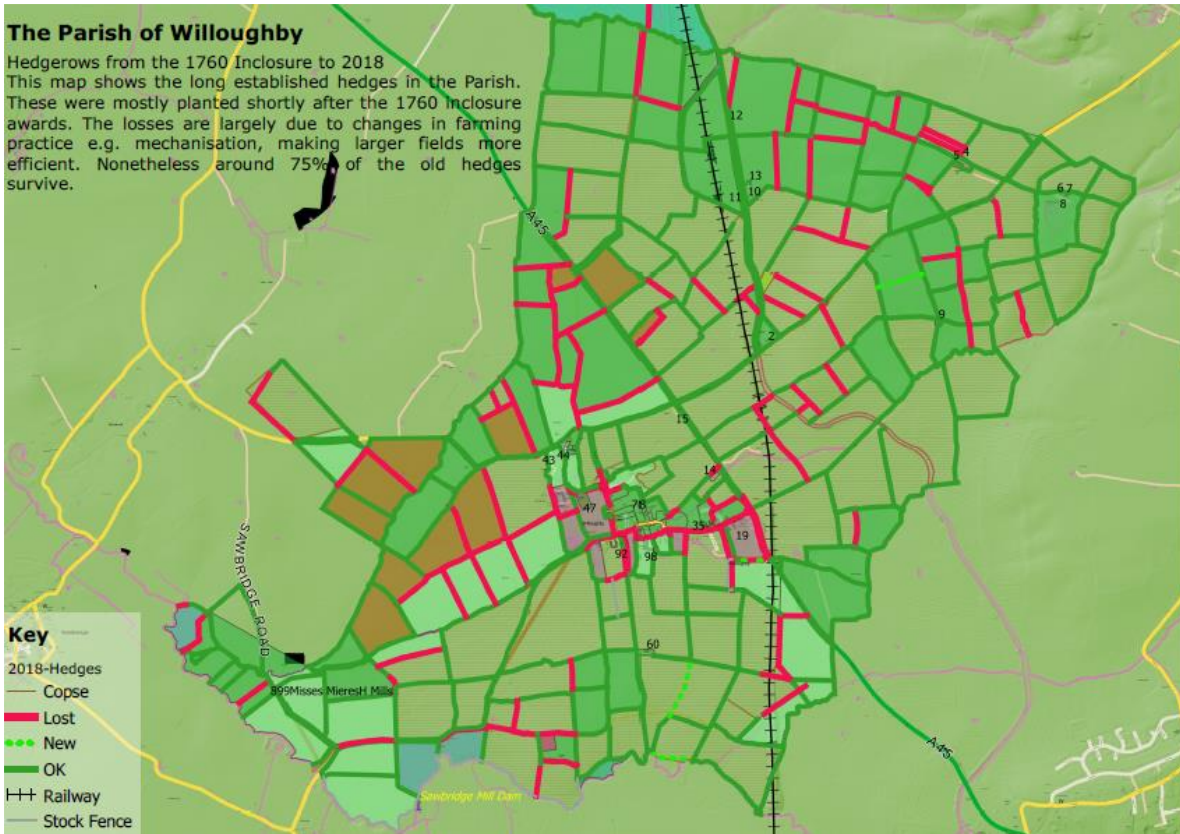 The Parish of Willoughby
Hedgerows from the 1760 Inclosure to 2018
This map shows the long established hedges in the Parish.
These were mostly planted shortly after the 1760 Inclosure
awards. The losses are largely due to changes in farming
practice e.g. mechanisation, making larger fields more
efficient. Nonetheless around 75% of the old hedges
survive.
12
54
13
10
11
67
8
A45
9
2
15
43
44
14
47
78
35
19
92
98
SAWBRIDGE ROAD
60
899Misses MieresH Mills
A45
Sawbridge Mill Dam
Key
2018-Hedges
Copse
Lost
New
OK
Railway
Stock Fence